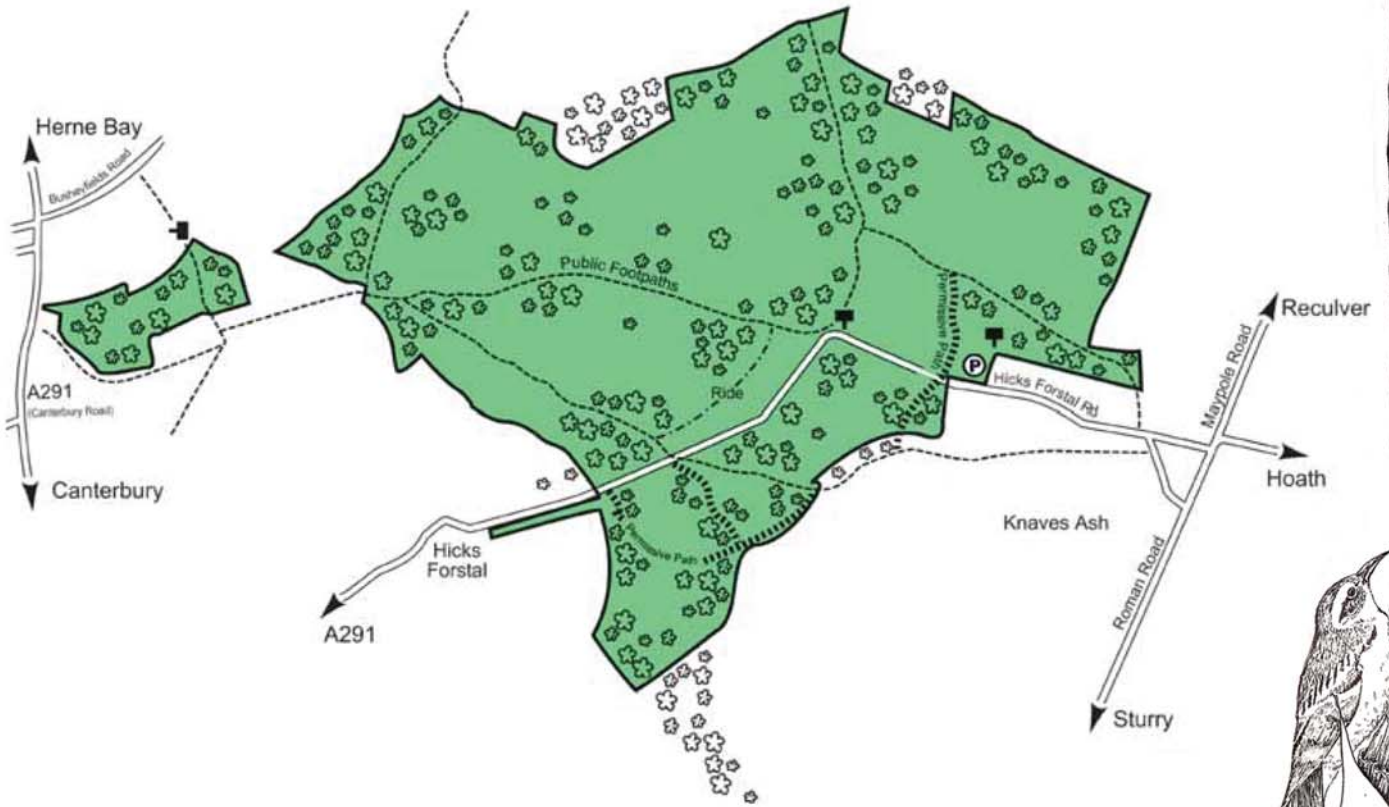 Herne Bay
Busheyfields Road
A291
(Canterbury Road)
Canterbury
Public Footpaths
Permissive Path
Ride
P
Hicks Forstal Rd
Reculver
Maypole Road
Hoath
Knaves Ash
Roman Road
Sturry
Permissive Path
Hicks
Forstal
A291